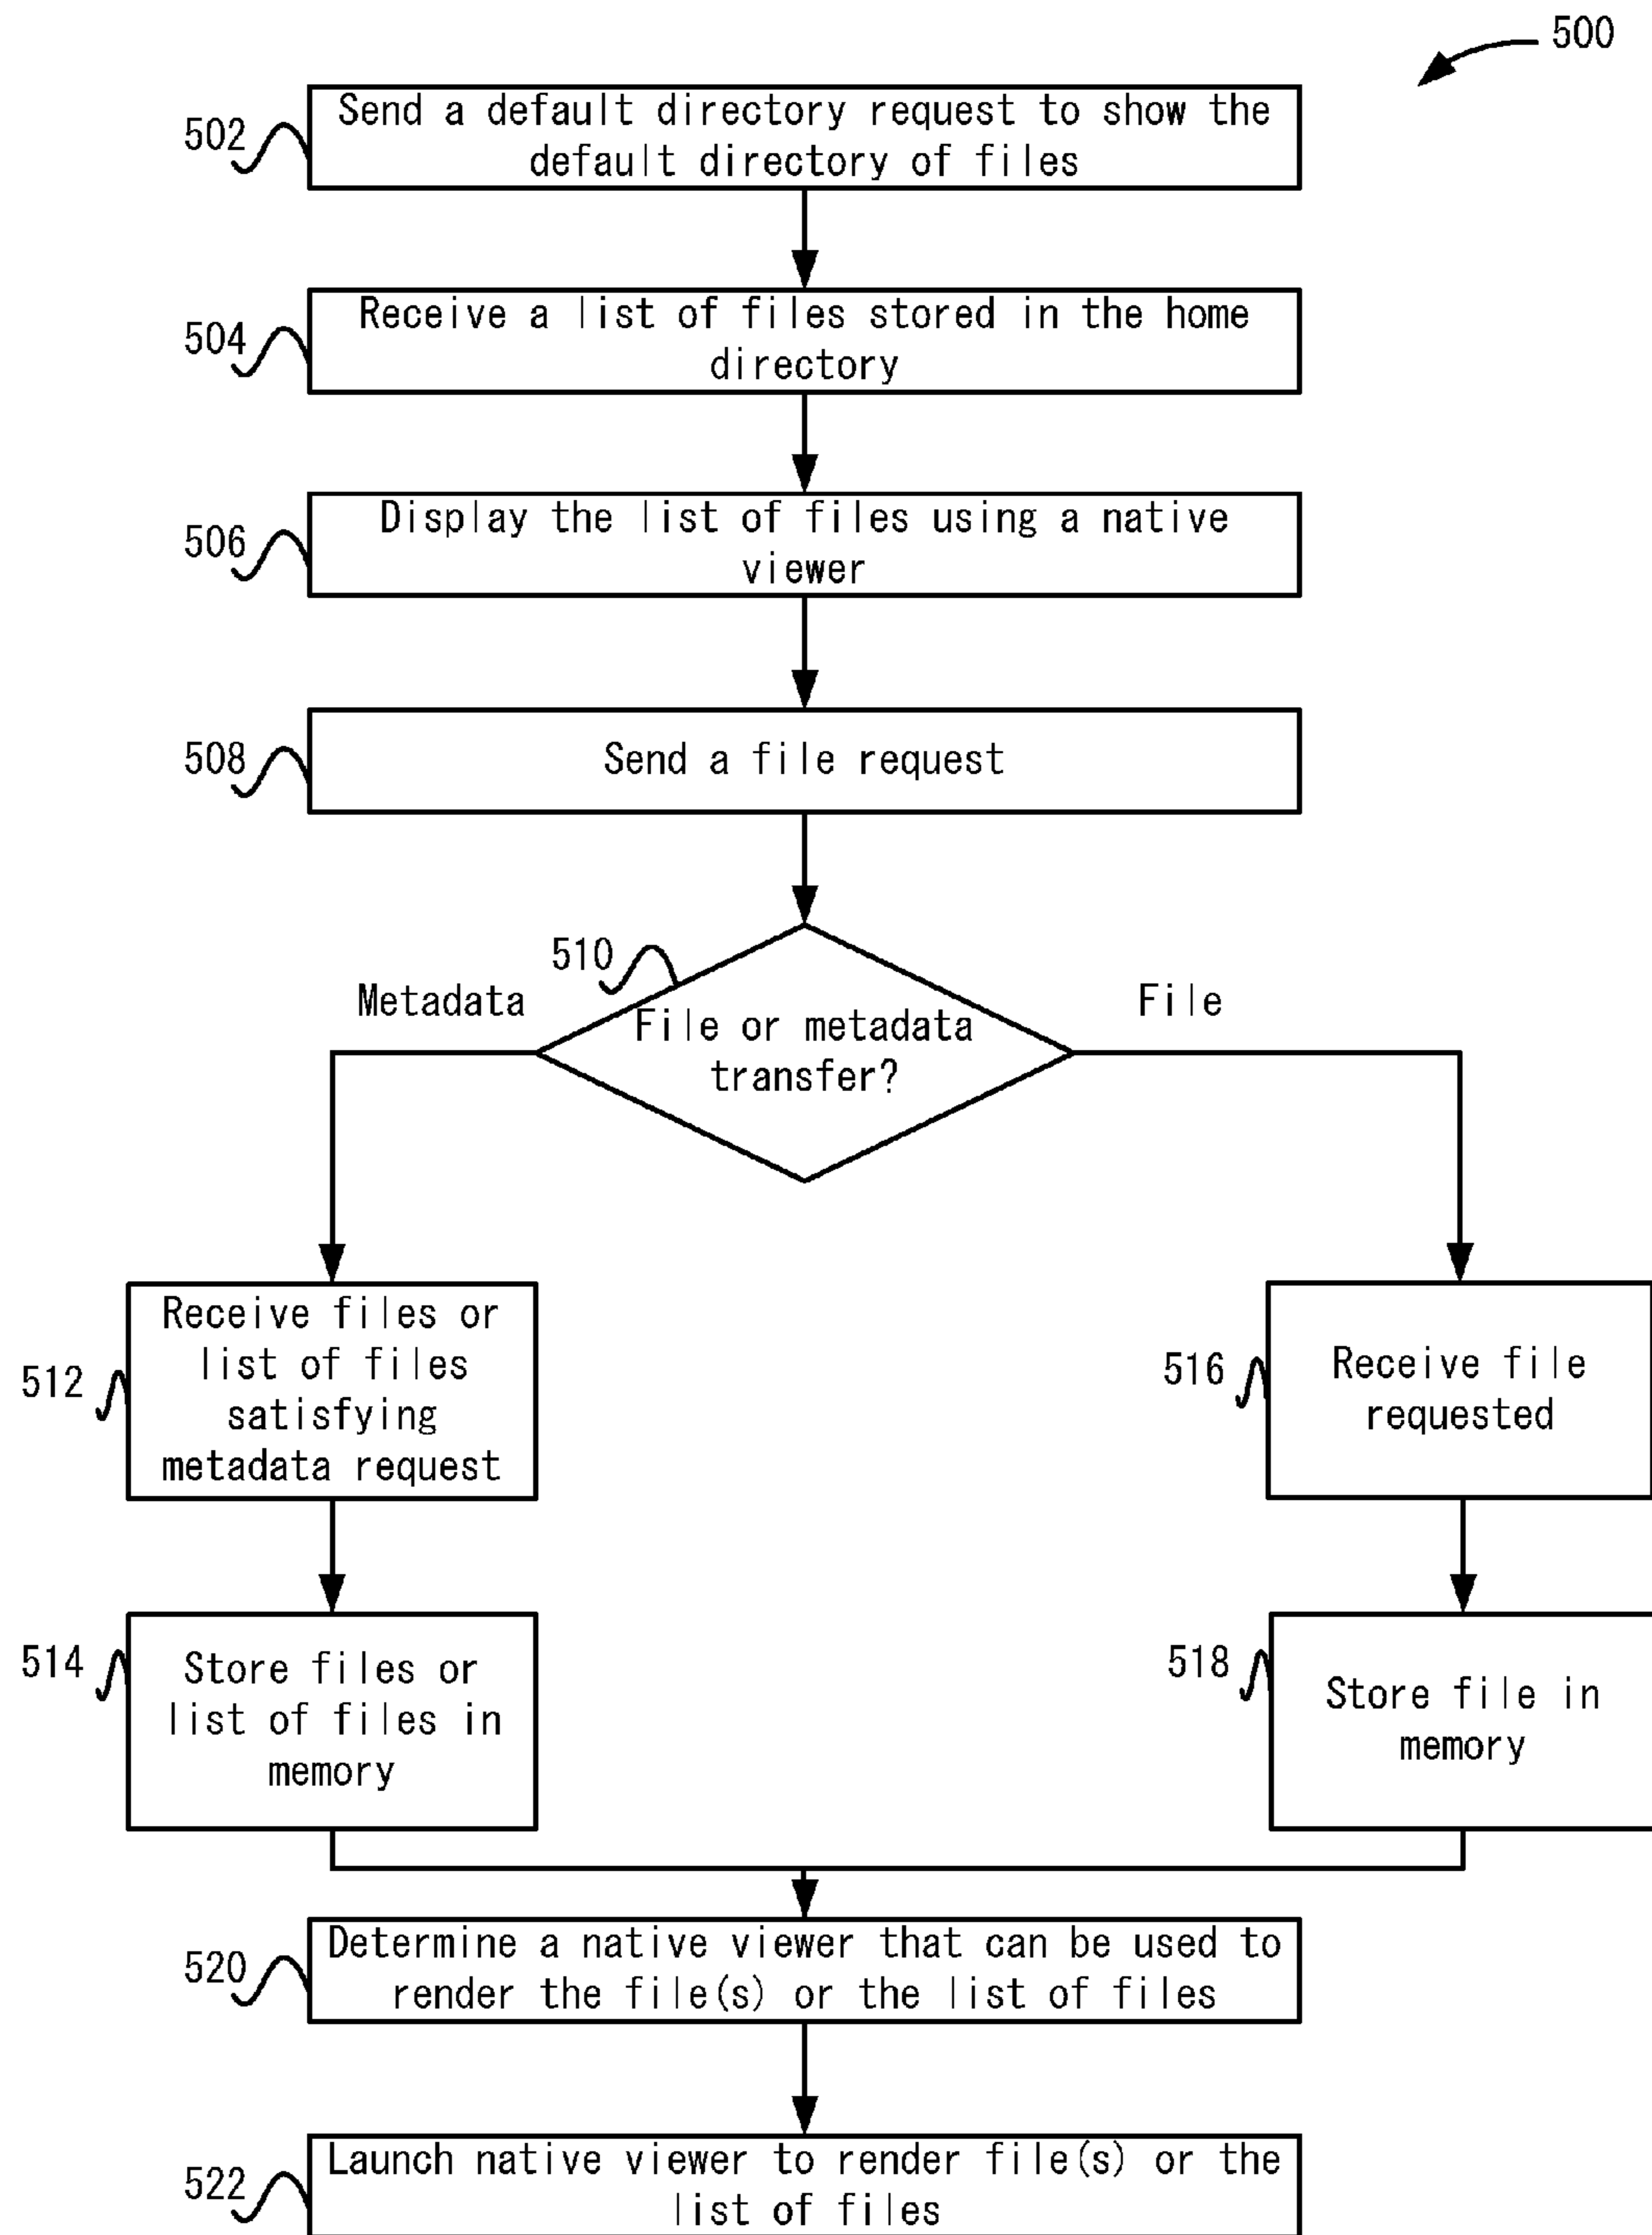 500
502
Send a default directory request to show the
default directory of files
504
Receive a list of files stored in the home
directory
506
Display the list of files using a native
viewer
508
Send a file request
510
Metadata
File
File or metadata
transfer?
512
Receive files or
list of files
satisfying
metadata request
516
Receive file
requested
514
Store files or
list of files in
memory
518
Store file in
memory
520
Determine a native viewer that can be used to
render the file(s) or the list of files
522
Launch native viewer to render file(s) or the
list of files